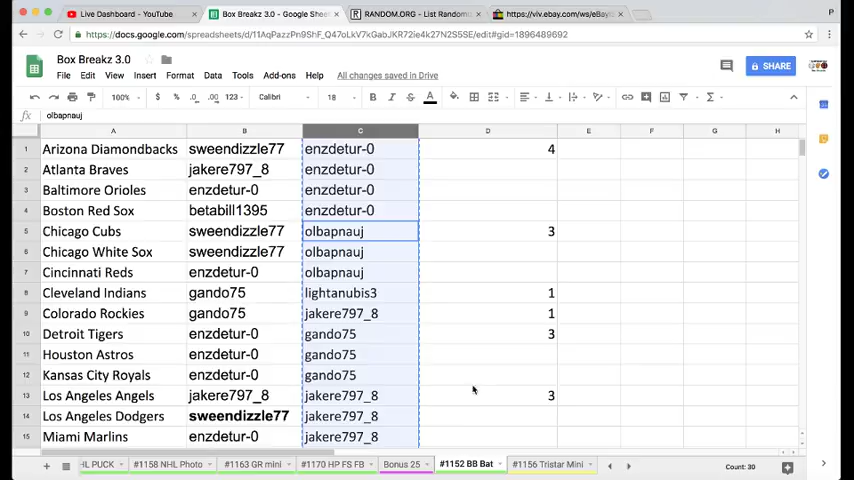 Live Dashboard - YouTube
Box Breakz 3.0 - Google Shee
RANDOM.ORG - List Randomi
https://viv.ebay.com/ws/eBayI
https://docs.google.com/spreadsheets/d/11AqPazzPn9ShF_Q47oLkV7kGabJKR72ie4k27N2S5SE/edit#gid=1896489692
Box Breakz 3.0
SHARE
File Edit View Insert Format Data Tools Add-ons Help All changes saved in Drive
100% $ % .0 .00 123 Calibri 18 B I S A
fx olbapnauj
A B C D E F G H
1 Arizona Diamondbacks sweendizzle77 enzdetur-0 4
2 Atlanta Braves jakere797_8 enzdetur-0
3 Baltimore Orioles enzdetur-0 enzdetur-0
4 Boston Red Sox betabill1395 enzdetur-0
5 Chicago Cubs sweendizzle77 olbapnauj 3
6 Chicago White Sox sweendizzle77 olbapnauj
7 Cincinnati Reds enzdetur-0 olbapnauj
8 Cleveland Indians gando75 lightanubis3 1
9 Colorado Rockies gando75 jakere797_8 1
10 Detroit Tigers enzdetur-0 gando75 3
11 Houston Astros enzdetur-0 gando75
12 Kansas City Royals enzdetur-0 gando75
13 Los Angeles Angels jakere797_8 jakere797_8 3
14 Los Angeles Dodgers sweendizzle77 jakere797_8
15 Miami Marlins enzdetur-0 jakere797_8
HL PUCK #1158 NHL Photo #1163 GR mini #1170 HP FS FB Bonus 25 #1152 BB Bat #1156 Tristar Mini Count: 30